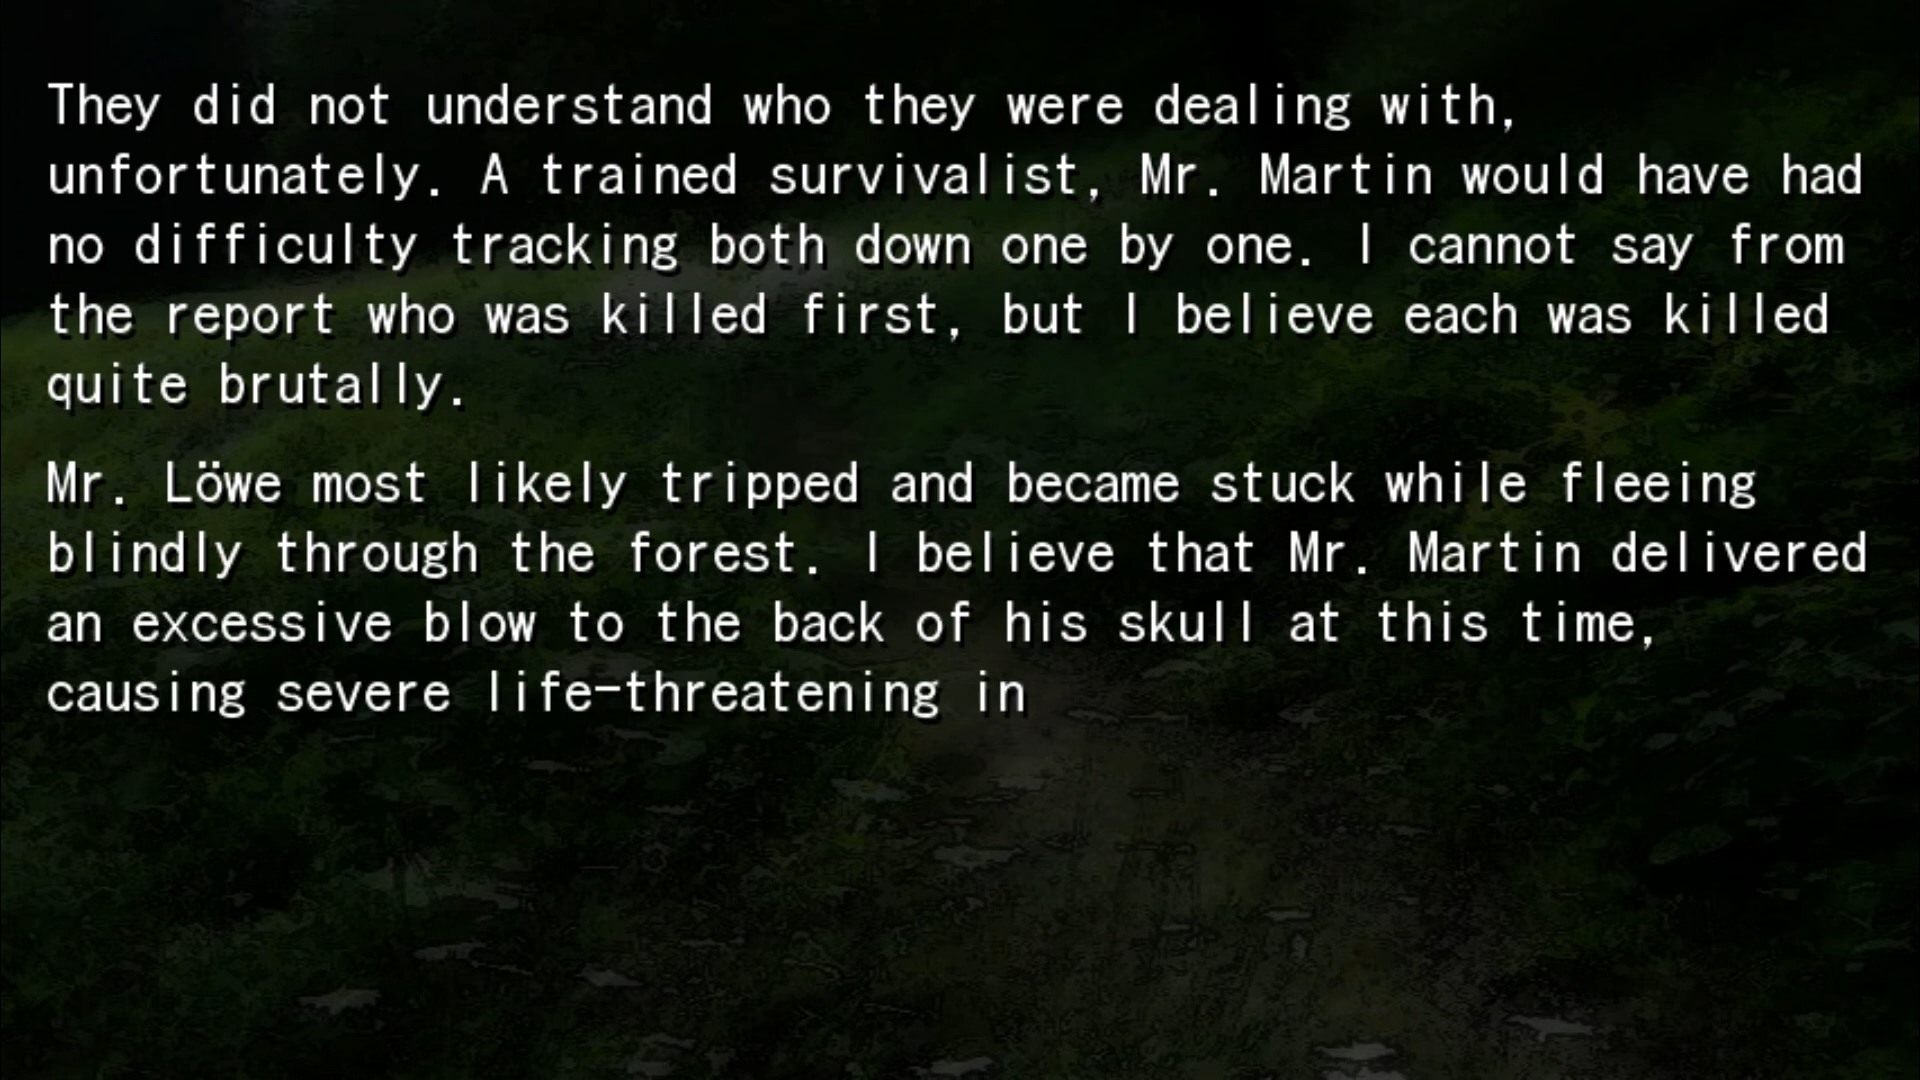 They did not understand who they were dealing with,
unfortunately. A trained survivalist, Mr. Martin would have had
no difficulty tracking both down one by one. I cannot say from
the report who was killed first, but I believe each was killed
quite brutally.
Mr. Löwe most likely tripped and became stuck while fleeing
blindly through the forest. I believe that Mr. Martin delivered
an excessive blow to the back of his skull at this time,
causing severe life-threatening in